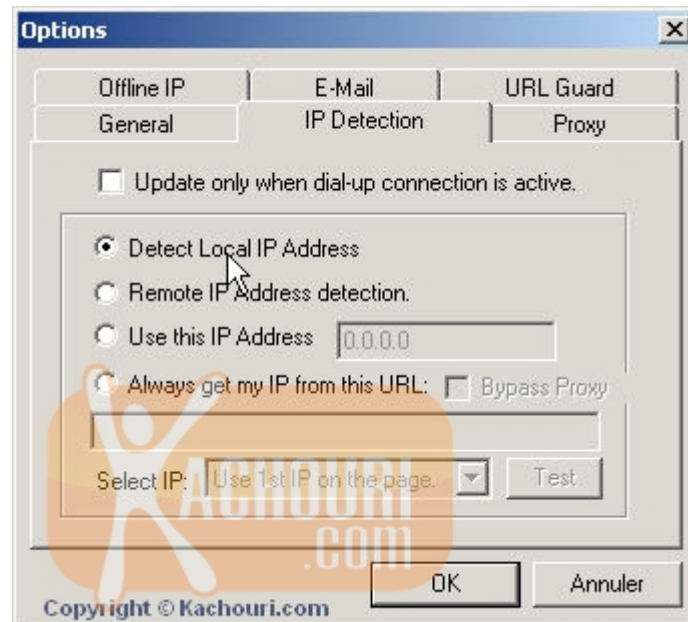 Options
Offline IP E-Mail URL Guard
General IP Detection Proxy
Update only when dial-up connection is active.
Detect Local IP Address
Remote IP Address detection.
Use this IP Address 0.0.0.0
Always get my IP from this URL: Bypass Proxy
Select IP: Use 1st IP on the page. Test
KACHOURI
.com
OK Annuler
Copyright © Kachouri.com